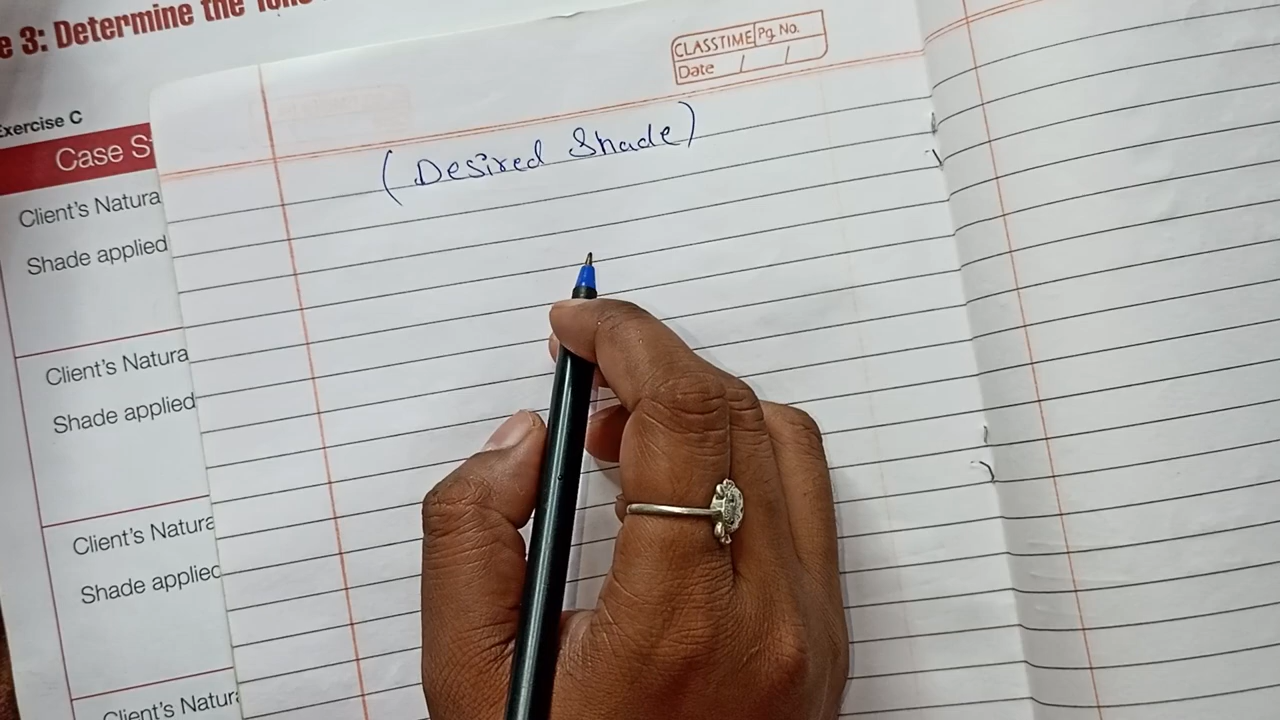 e 3: Determine the
Exercise C
Case S
Client's Natura
Shade applied
Client's Natura
Shade applied
Client's Natura
Shade applied
Client's Natura
CLASSTIME Pg. No.
Date / /
(Desired Shade)